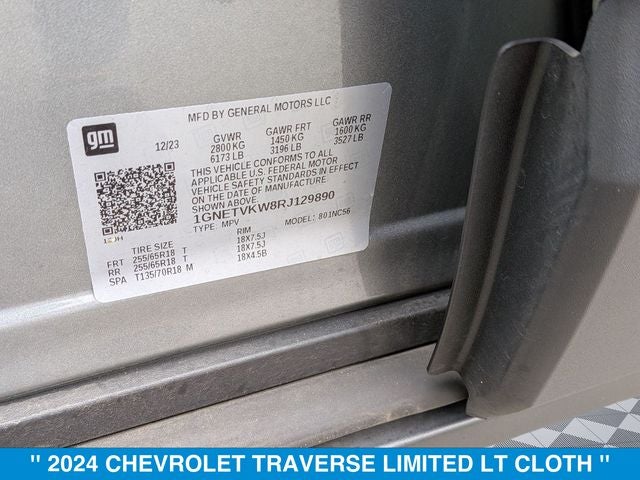 MFD BY GENERAL MOTORS LLC
gm
12/23
GVWR
2800 KG
6173 LB
GAWR FRT
1450 KG
3196 LB
GAWR RR
1600 KG
3527 LB
THIS VEHICLE CONFORMS TO ALL
APPLICABLE U.S. FEDERAL MOTOR
VEHICLE SAFETY STANDARDS IN EFFECT
ON THE DATE OF MANUFACTURE
SHOWN ABOVE.
1GNETVKW8RJ129890
TYPE: MPV MODEL: 801NC56
TIRE SIZE RIM
FRT 255/65R18 T 18X7.5J
RR 255/65R18 T 18X7.5J
SPA T135/70R18 M 18X4.5B
" 2024 CHEVROLET TRAVERSE LIMITED LT CLOTH "